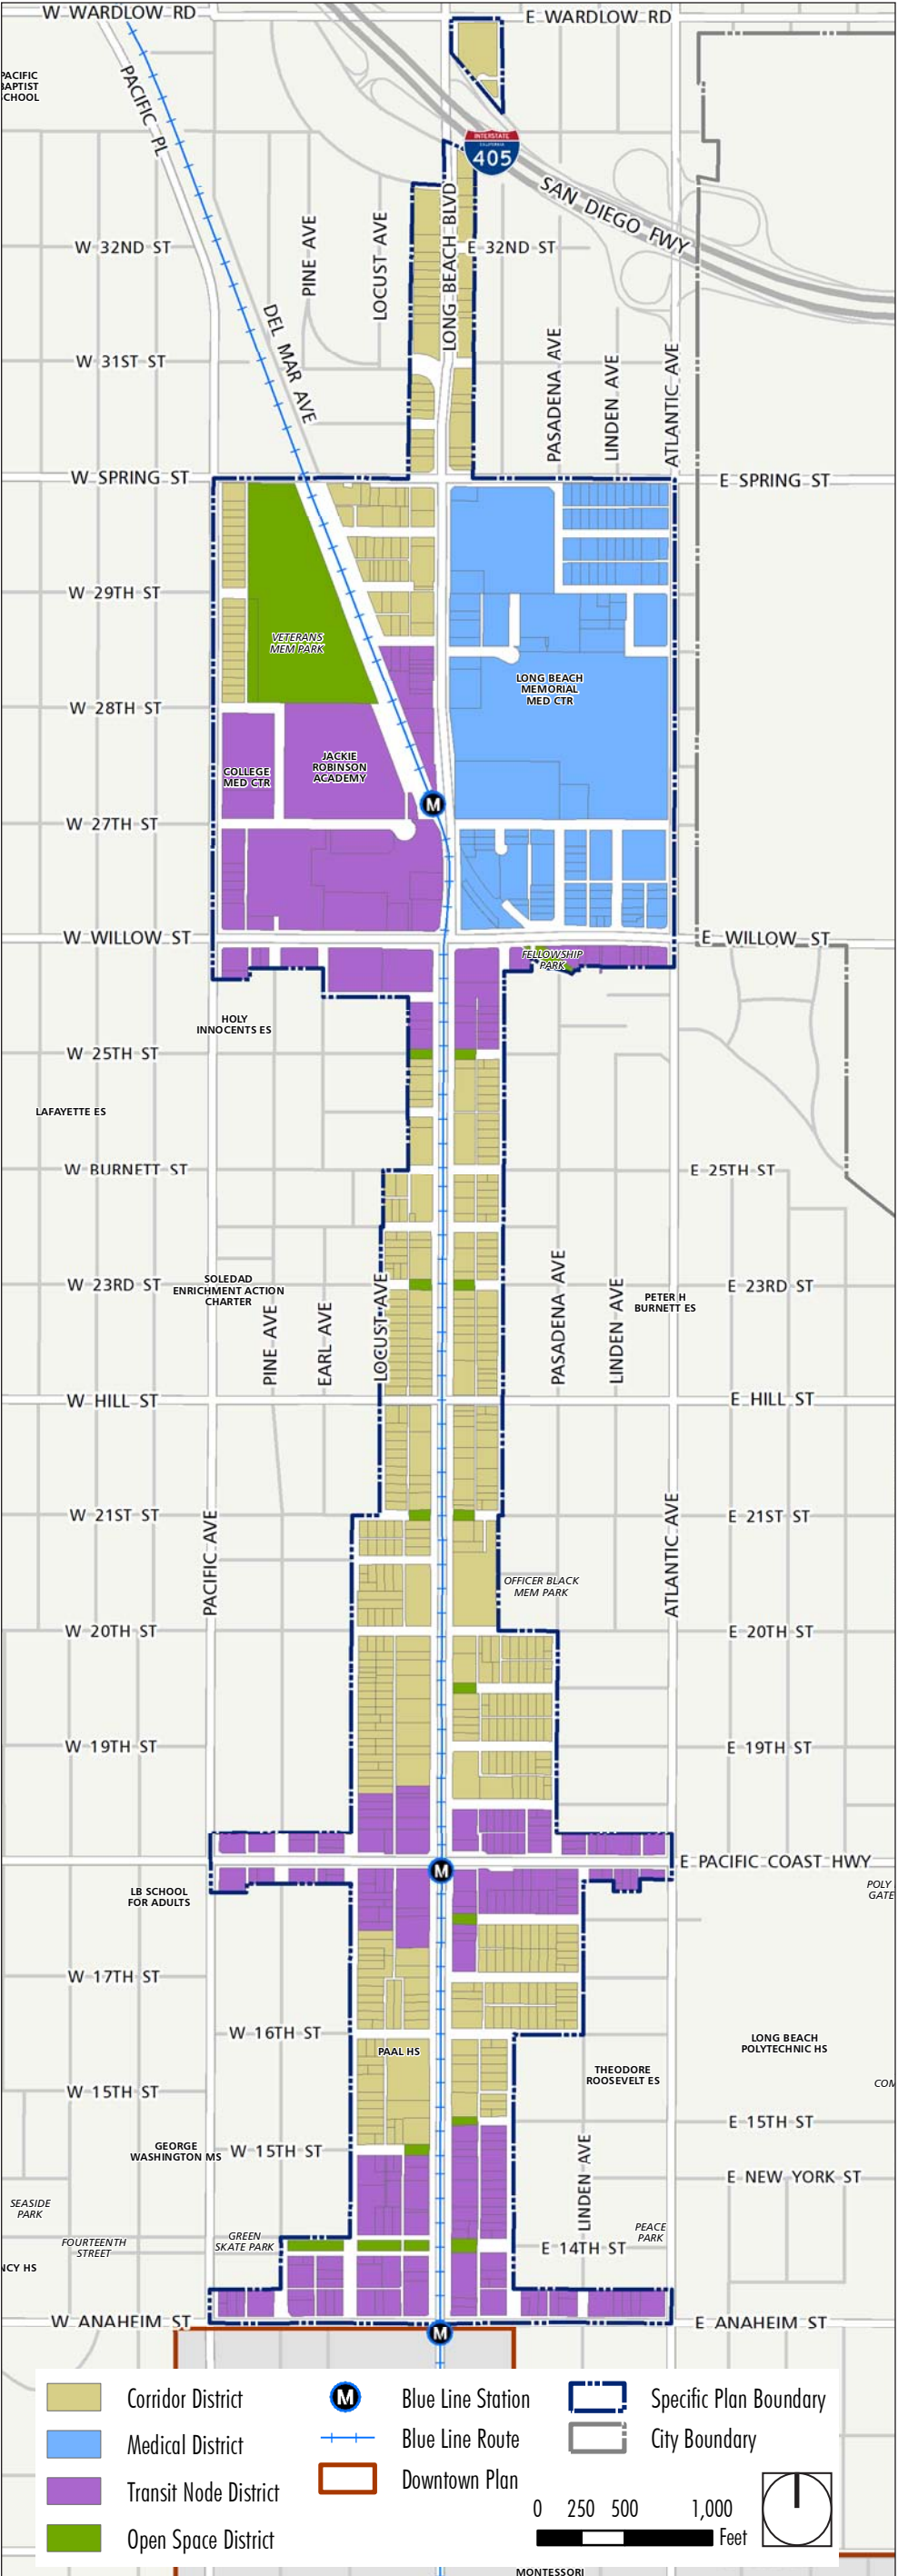 W WARDLOW RD
E WARDLOW RD
PACIFIC
BAPTIST
SCHOOL
PACIFIC PL
INTERSTATE
CALIFORNIA
405
SAN DIEGO FWY
W 32ND ST
PINE AVE
LOCUST AVE
LONG BEACH BLVD
E 32ND ST
DEL MAR AVE
W 31ST ST
PASADENA AVE
LINDEN AVE
ATLANTIC AVE
W SPRING ST
E SPRING ST
W 29TH ST
VETERANS
MEM PARK
LONG BEACH
MEMORIAL
MED CTR
W 28TH ST
COLLEGE
MED CTR
JACKIE
ROBINSON
ACADEMY
M
W 27TH ST
W WILLOW ST
E WILLOW ST
FELLOWSHIP
PARK
HOLY
INNOCENTS ES
W 25TH ST
LAFAYETTE ES
W BURNETT ST
E 25TH ST
W 23RD ST
SOLEDAD
ENRICHMENT ACTION
CHARTER
PINE AVE
EARL AVE
LOCUST AVE
PASADENA AVE
LINDEN AVE
PETER H
BURNETT ES
E 23RD ST
W HILL ST
E HILL ST
W 21ST ST
E 21ST ST
PACIFIC AVE
ATLANTIC AVE
OFFICER BLACK
MEM PARK
W 20TH ST
E 20TH ST
W 19TH ST
E 19TH ST
M
E PACIFIC COAST HWY
LB SCHOOL
FOR ADULTS
POLY
GATE
W 17TH ST
W 16TH ST
PAAL HS
LONG BEACH
POLYTECHNIC HS
THEODORE
ROOSEVELT ES
W 15TH ST
COM
E 15TH ST
GEORGE
WASHINGTON MS
W 15TH ST
LINDEN AVE
E NEW YORK ST
SEASIDE
PARK
FOURTEENTH
STREET
GREEN
SKATE PARK
PEACE
PARK
E 14TH ST
NCY HS
W ANAHEIM ST
E ANAHEIM ST
M
Corridor District
Medical District
Transit Node District
Open Space District
M
Blue Line Station
Blue Line Route
Downtown Plan
Specific Plan Boundary
City Boundary
0 250 500 1,000
Feet
MONTESSORI